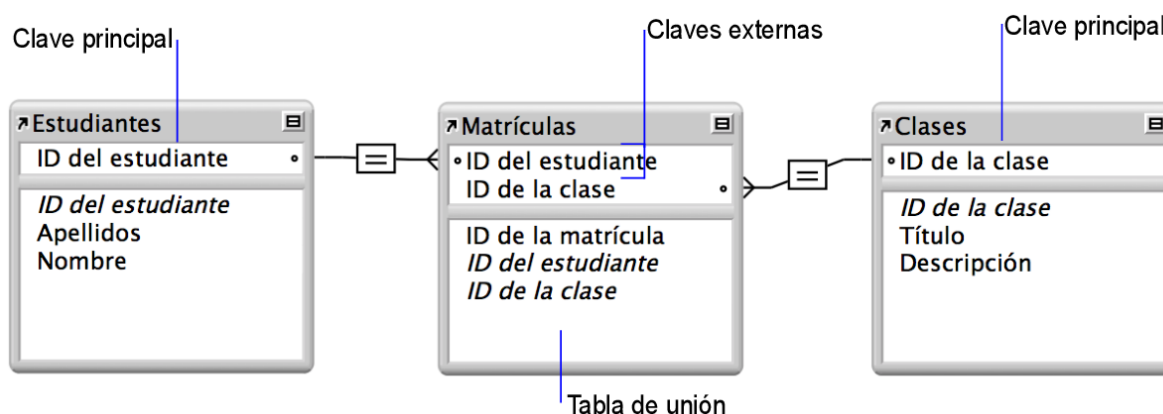 Clave principal
Claves externas
Clave principal
Estudiantes
ID del estudiante
ID del estudiante
Apellidos
Nombre
Matrículas
ID del estudiante
ID de la clase
ID de la matrícula
ID del estudiante
ID de la clase
Clases
ID de la clase
ID de la clase
Título
Descripción
Tabla de unión